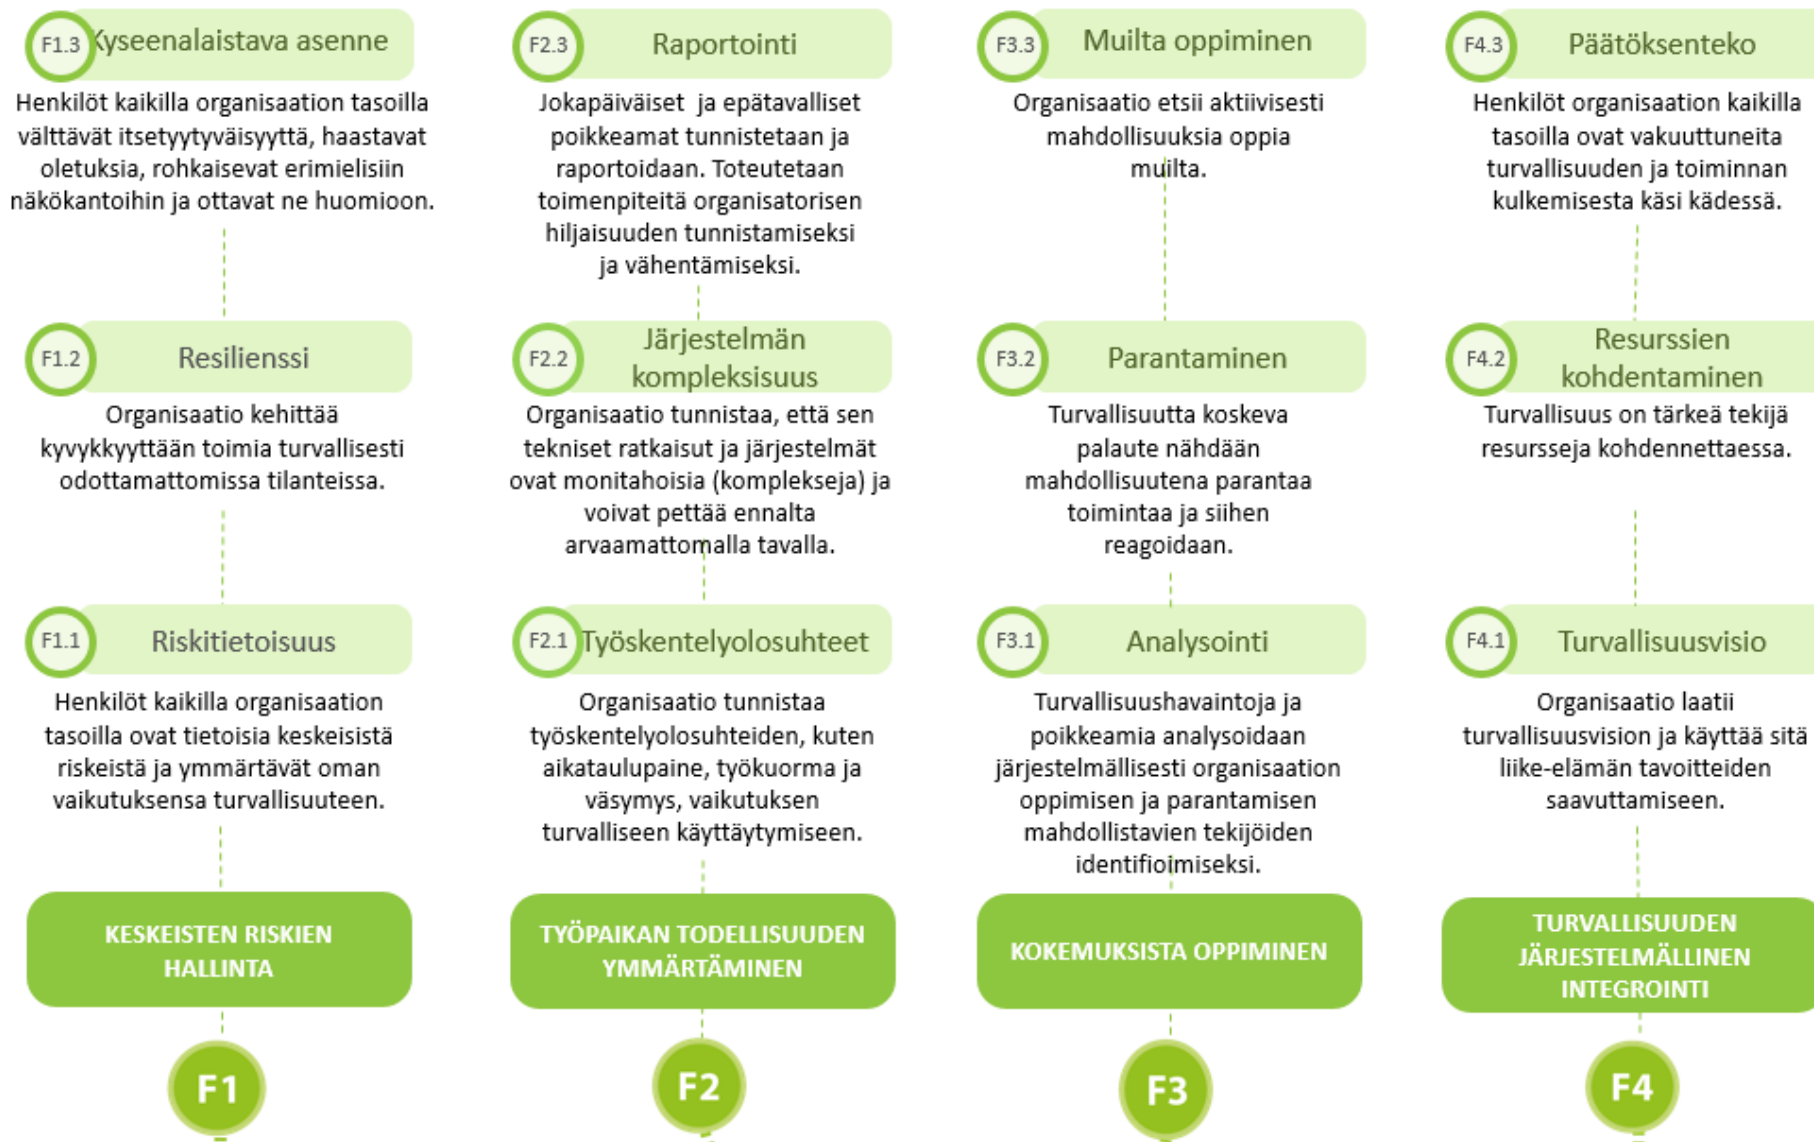 F1.3
Kyseenalaistava asenne
Henkilöt kaikilla organisaation tasoilla
välttävät itsetyytyväisyyttä, haastavat
oletuksia, rohkaisevat erimielisiin
näkökantoihin ja ottavat ne huomioon.
F1.2
Resilienssi
Organisaatio kehittää
kyvykkyyttään toimia turvallisesti
odottamattomissa tilanteissa.
F1.1
Riskitietoisuus
Henkilöt kaikilla organisaation
tasoilla ovat tietoisia keskeisistä
riskeistä ja ymmärtävät oman
vaikutuksensa turvallisuuteen.
KESKEISTEN RISKIEN
HALLINTA
F1
F2.3
Raportointi
Jokapäiväiset ja epätavalliset
poikkeamat tunnistetaan ja
raportoidaan. Toteutetaan
toimenpiteitä organisatorisen
hiljaisuuden tunnistamiseksi
ja vähentämiseksi.
F2.2
Järjestelmän
kompleksisuus
Organisaatio tunnistaa, että sen
tekniset ratkaisut ja järjestelmät
ovat monitahoisia (komplekseja) ja
voivat pettää ennalta
arvaamattomalla tavalla.
F2.1
Työskentelyolosuhteet
Organisaatio tunnistaa
työskentelyolosuhteiden, kuten
aikataulupaine, työkuorma ja
väsymys, vaikutuksen
turvalliseen käyttäytymiseen.
TYÖPAIKAN TODELLISUUDEN
YMMÄRTÄMINEN
F2
F3.3
Muilta oppiminen
Organisaatio etsii aktiivisesti
mahdollisuuksia oppia
muilta.
F3.2
Parantaminen
Turvallisuutta koskeva
palaute nähdään
mahdollisuutena parantaa
toimintaa ja siihen
reagoidaan.
F3.1
Analysointi
Turvallisuushavaintoja ja
poikkeamia analysoidaan
järjestelmällisesti organisaation
oppimisen ja parantamisen
mahdollistavien tekijöiden
identifioimiseksi.
KOKEMUKSISTA OPPIMINEN
F3
F4.3
Päätöksenteko
Henkilöt organisaation kaikilla
tasoilla ovat vakuuttuneita
turvallisuuden ja toiminnan
kulkemisesta käsi kädessä.
F4.2
Resurssien
kohdentaminen
Turvallisuus on tärkeä tekijä
resursseja kohdennettaessa.
F4.1
Turvallisuusvisio
Organisaatio laatii
turvallisuusvision ja käyttää sitä
liike-elämän tavoitteiden
saavuttamiseen.
TURVALLISUUDEN
JÄRJESTELMÄLLINEN
INTEGROINTI
F4